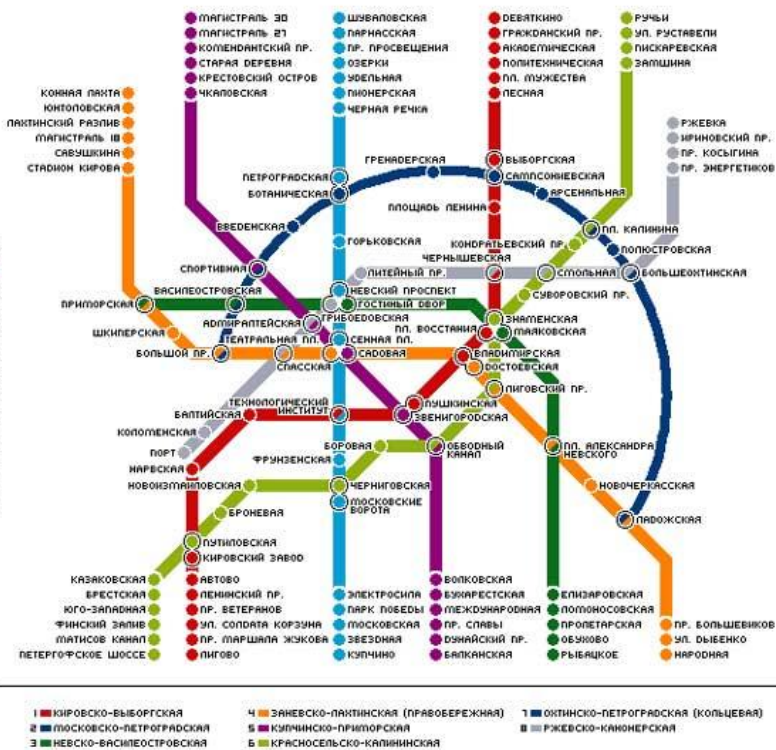 МАГИСТРАЛЬ 30
МАГИСТРАЛЬ 27
КОМЕНДАНТСКИЙ ПР.
СТАРАЯ ДЕРЕВНЯ
КРЕСТОВСКИЙ ОСТРОВ
ЧКАЛОВСКАЯ
ШУВАЛОВСКАЯ
ПАРНАССКАЯ
ПР. ПРОСВЕЩЕНИЯ
ОЗЕРКИ
УДЕЛЬНАЯ
ПИОНЕРСКАЯ
ЧЕРНАЯ РЕЧКА
ДЕВЯТКИНО
ГРАЖДАНСКИЙ ПР.
АКАДЕМИЧЕСКАЯ
ПОЛИТЕХНИЧЕСКАЯ
ПЛ. МУЖЕСТВА
ЛЕСНАЯ
РУЧЬИ
УЛ. РУСТАВЕЛИ
ПИСКАРЕВСКАЯ
ЗАМШИНА
КОННАЯ ЛАХТА
ЮНТОЛОВСКАЯ
ЛАХТИНСКИЙ РАЗЛИВ
МАГИСТРАЛЬ 18
САВУШКИНА
СТАДИОН КИРОВА
РЖЕВКА
ИРИНОВСКИЙ ПР.
ПР. КОСЫГИНА
ПР. ЭНЕРГЕТИКОВ
ГРЕНАДЕРСКАЯ
ВЫБОРГСКАЯ
ПЕТРОГРАДСКАЯ
САМПСОНИЕВСКАЯ
БОТАНИЧЕСКАЯ
АРСЕНАЛЬНАЯ
ПЛОЩАДЬ ЛЕНИНА
ВВЕДЕНСКАЯ
ПЛ. КАЛИНИНА
ГОРЬКОВСКАЯ
КОНДРАТЬЕВСКИЙ ПР.
ПОЛЮСТРОВСКАЯ
ЧЕРНЫШЕВСКАЯ
СПОРТИВНАЯ
ЛИТЕЙНЫЙ ПР.
СМОЛЬНАЯ
БОЛЬШЕОХТИНСКАЯ
ВАСИЛЕОСТРОВСКАЯ
НЕВСКИЙ ПРОСПЕКТ
СУВОРОВСКИЙ ПР.
ПРИМОРСКАЯ
ГОСТИНЫЙ ДВОР
ГРИБОЕДОВСКАЯ
АДМИРАЛТЕЙСКАЯ
ЗНАМЕНСКАЯ
ПЛ. ВОССТАНИЯ
МАЯКОВСКАЯ
ШКИПЕРСКАЯ
ТЕАТРАЛЬНАЯ ПЛ.
СЕННАЯ ПЛ.
БОЛЬШОЙ ПР.
САДОВАЯ
ВЛАДИМИРСКАЯ
СПАССКАЯ
ДОСТОЕВСКАЯ
ЛИГОВСКИЙ ПР.
ТЕХНОЛОГИЧЕСКИЙ
ИНСТИТУТ
ПУШКИНСКАЯ
БАЛТИЙСКАЯ
ЗВЕНИГОРОДСКАЯ
КОЛОМЕНСКАЯ
БОРОВАЯ
ОБВОДНЫЙ
КАНАЛ
ПЛ. АЛЕКСАНДРА
НЕВСКОГО
ПОРТ
ФРУНЗЕНСКАЯ
НАРВСКАЯ
НОВОИЗМАЙЛОВСКАЯ
ЧЕРНИГОВСКАЯ
НОВОЧЕРКАССКАЯ
МОСКОВСКИЕ
ВОРОТА
БРОНЕВАЯ
ЛАДОЖСКАЯ
ПУТИЛОВСКАЯ
КИРОВСКИЙ ЗАВОД
КАЗАКОВСКАЯ
БРЕСТСКАЯ
ЮГО-ЗАПАДНАЯ
ФИНСКИЙ ЗАЛИВ
МАТИСОВ КАНАЛ
ПЕТЕРГОФСКОЕ ШОССЕ
АВТОВО
ЛЕНИНСКИЙ ПР.
ПР. ВЕТЕРАНОВ
УЛ. СОЛДАТА КОРЗУНА
ПР. МАРШАЛА ЖУКОВА
ЛИГОВО
ЭЛЕКТРОСИЛА
ПАРК ПОБЕДЫ
МОСКОВСКАЯ
ЗВЕЗДНАЯ
КУПЧИНО
ВОЛКОВСКАЯ
БУХАРЕСТСКАЯ
МЕЖДУНАРОДНАЯ
ПР. СЛАВЫ
ДУНАЙСКИЙ ПР.
БАЛКАНСКАЯ
ЕЛИЗАРОВСКАЯ
ЛОМОНОСОВСКАЯ
ПРОЛЕТАРСКАЯ
ОБУХОВО
РЫБАЦКОЕ
ПР. БОЛЬШЕВИКОВ
УЛ. ДЫБЕНКО
НАРОДНАЯ
1 КИРОВСКО-ВЫБОРГСКАЯ
2 МОСКОВСКО-ПЕТРОГРАДСКАЯ
3 НЕВСКО-ВАСИЛЕОСТРОВСКАЯ
4 ЗАНЕВСКО-ЛАХТИНСКАЯ (ПРАВОБЕРЕЖНАЯ)
5 КУПЧИНСКО-ПРИМОРСКАЯ
6 КРАСНОСЕЛЬСКО-КАЛИНИНСКАЯ
7 ОХТИНСКО-ПЕТРОГРАДСКАЯ (КОЛЬЦЕВАЯ)
8 РЖЕВСКО-КАНОНЕРСКАЯ